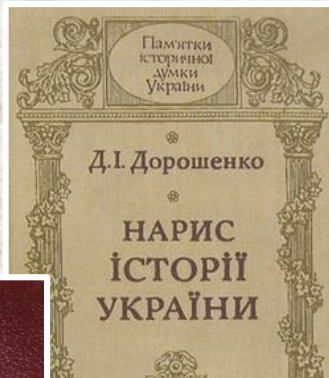 Пам'ятки
історичної
думки
України
Д.І. Дорошенко
НАРИС
ІСТОРІЇ
УКРАЇНИ